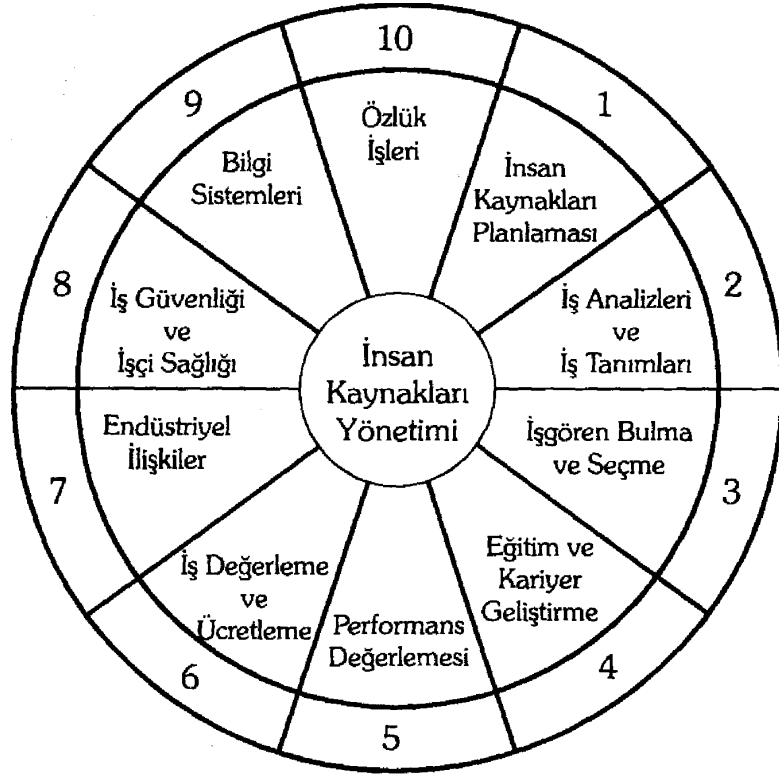 10
Özlük
İşleri
1
İnsan
Kaynakları
Planlaması
2
İş Analizleri
ve
İş Tanımları
3
İşgören Bulma
ve Seçme
4
Eğitim ve
Kariyer
Geliştirme
5
Performans
Değerlemesi
6
İş Değerleme
ve
Ücretleme
7
Endüstriyel
İlişkiler
8
İş Güvenliği
ve
İşçi Sağlığı
9
Bilgi
Sistemleri
İnsan
Kaynakları
Yönetimi